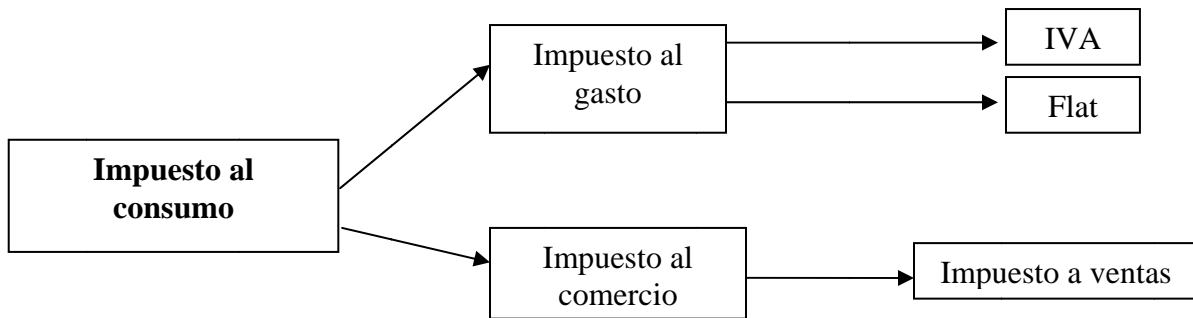 Impuesto al
consumo
Impuesto al
gasto
IVA
Flat
Impuesto al
comercio
Impuesto a ventas